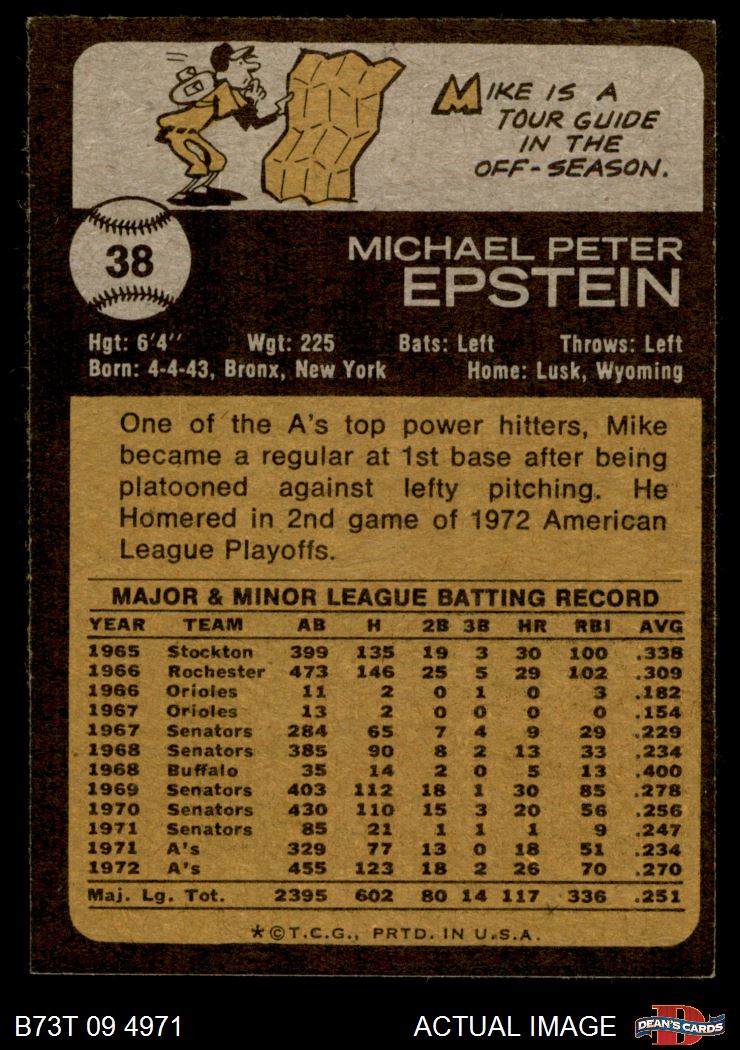 MIKE IS A
TOUR GUIDE
IN THE
OFF-SEASON.
38
MICHAEL PETER
EPSTEIN
Hgt: 6'4" Wgt: 225 Bats: Left Throws: Left
Born: 4-4-43, Bronx, New York Home: Lusk, Wyoming
One of the A's top power hitters, Mike
became a regular at 1st base after being
platooned against lefty pitching. He
Homered in 2nd game of 1972 American
League Playoffs.
MAJOR & MINOR LEAGUE BATTING RECORD
YEAR TEAM AB H 2B 3B HR RBI AVG
1965 Stockton 399 135 19 3 30 100 .338
1966 Rochester 473 146 25 5 29 102 .309
1966 Orioles 11 2 0 1 0 3 .182
1967 Orioles 13 2 0 0 0 0 .154
1967 Senators 284 65 7 4 9 29 .229
1968 Senators 385 90 8 2 13 33 .234
1968 Buffalo 35 14 2 0 5 13 .400
1969 Senators 403 112 18 1 30 85 .278
1970 Senators 430 110 15 3 20 56 .256
1971 Senators 85 21 1 1 1 9 .247
1971 A's 329 77 13 0 18 51 .234
1972 A's 455 123 18 2 26 70 .270
Maj. Lg. Tot. 2395 602 80 14 117 336 .251
*©T.C.G., PRTD. IN U.S.A.
B73T 09 4971 ACTUAL IMAGE D DEAN'S CARDS